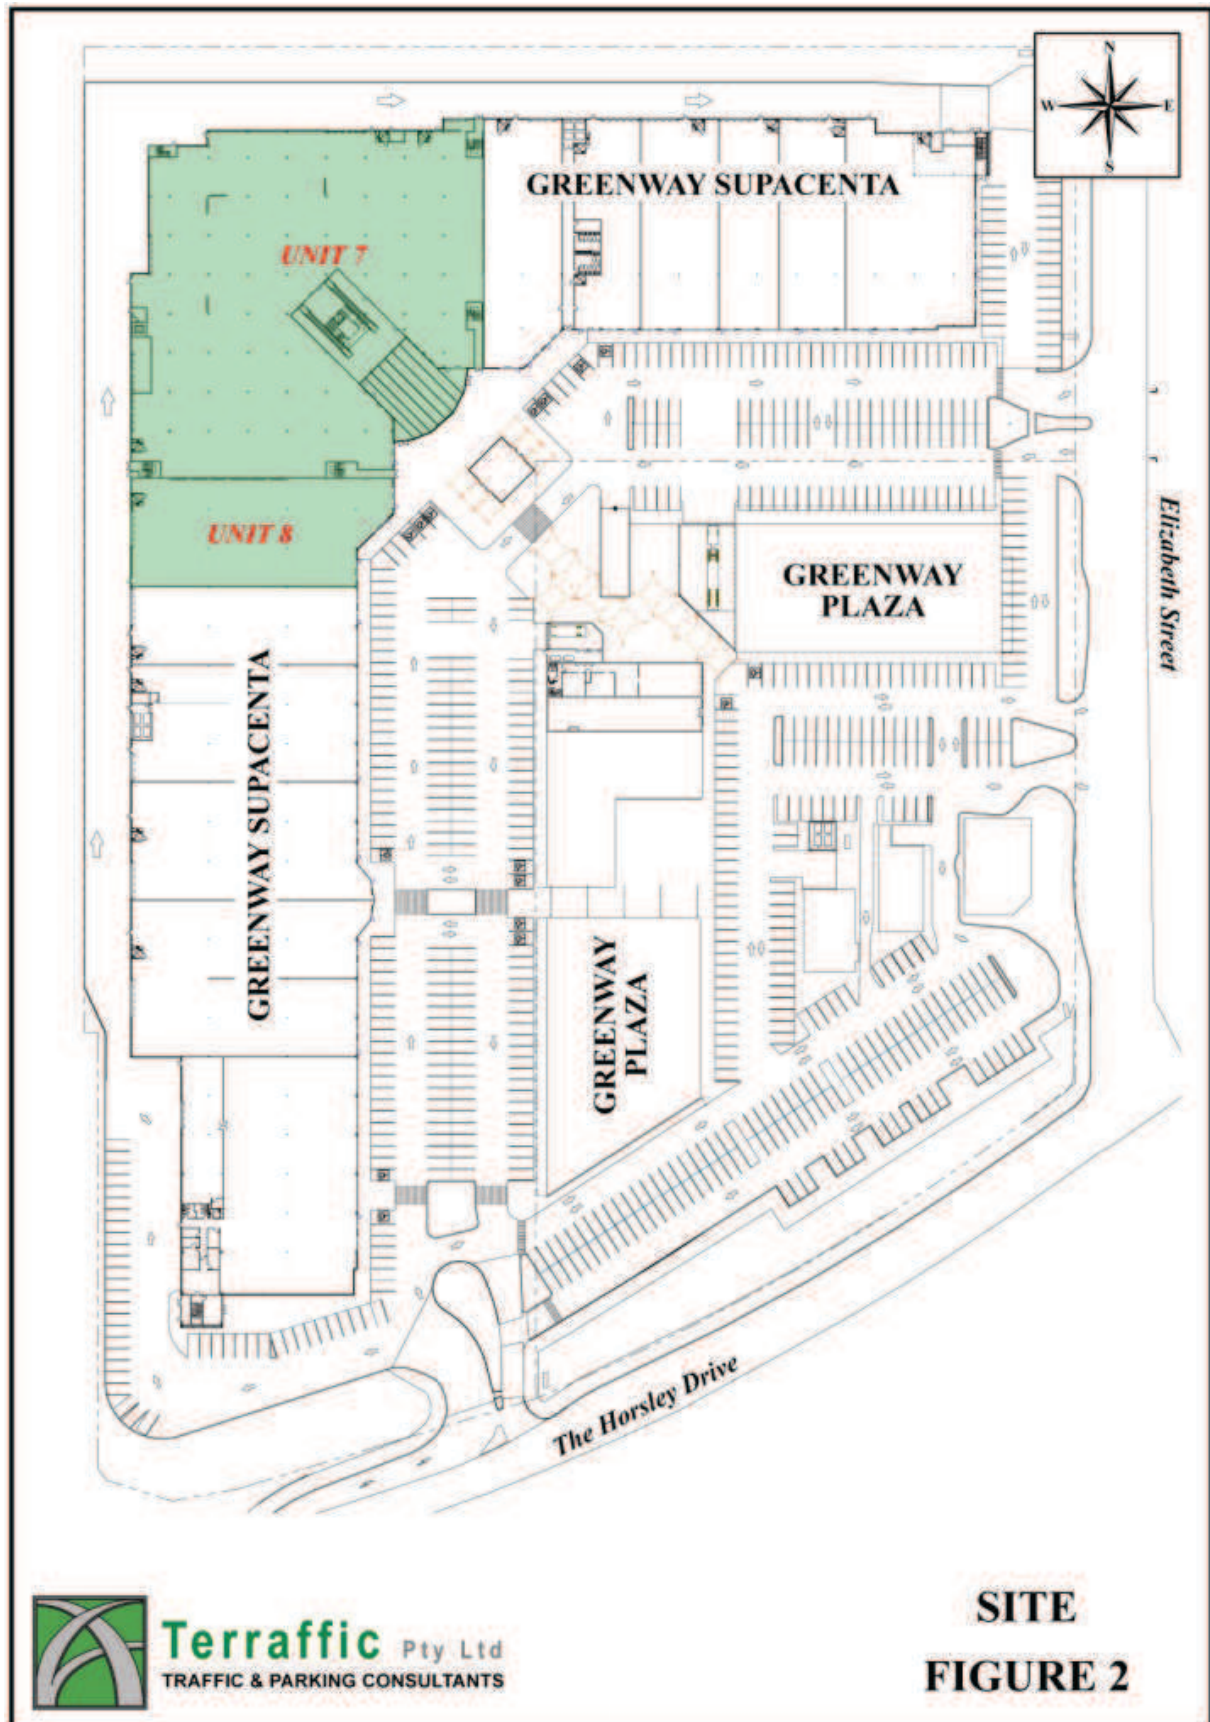 N
W E
S
GREENWAY SUPACENTA
UNIT 7
UNIT 8
GREENWAY
PLAZA
Elizabeth Street
GREENWAY SUPACENTA
GREENWAY
PLAZA
The Horsley Drive
Terraffic Pty Ltd
TRAFFIC & PARKING CONSULTANTS
SITE
FIGURE 2